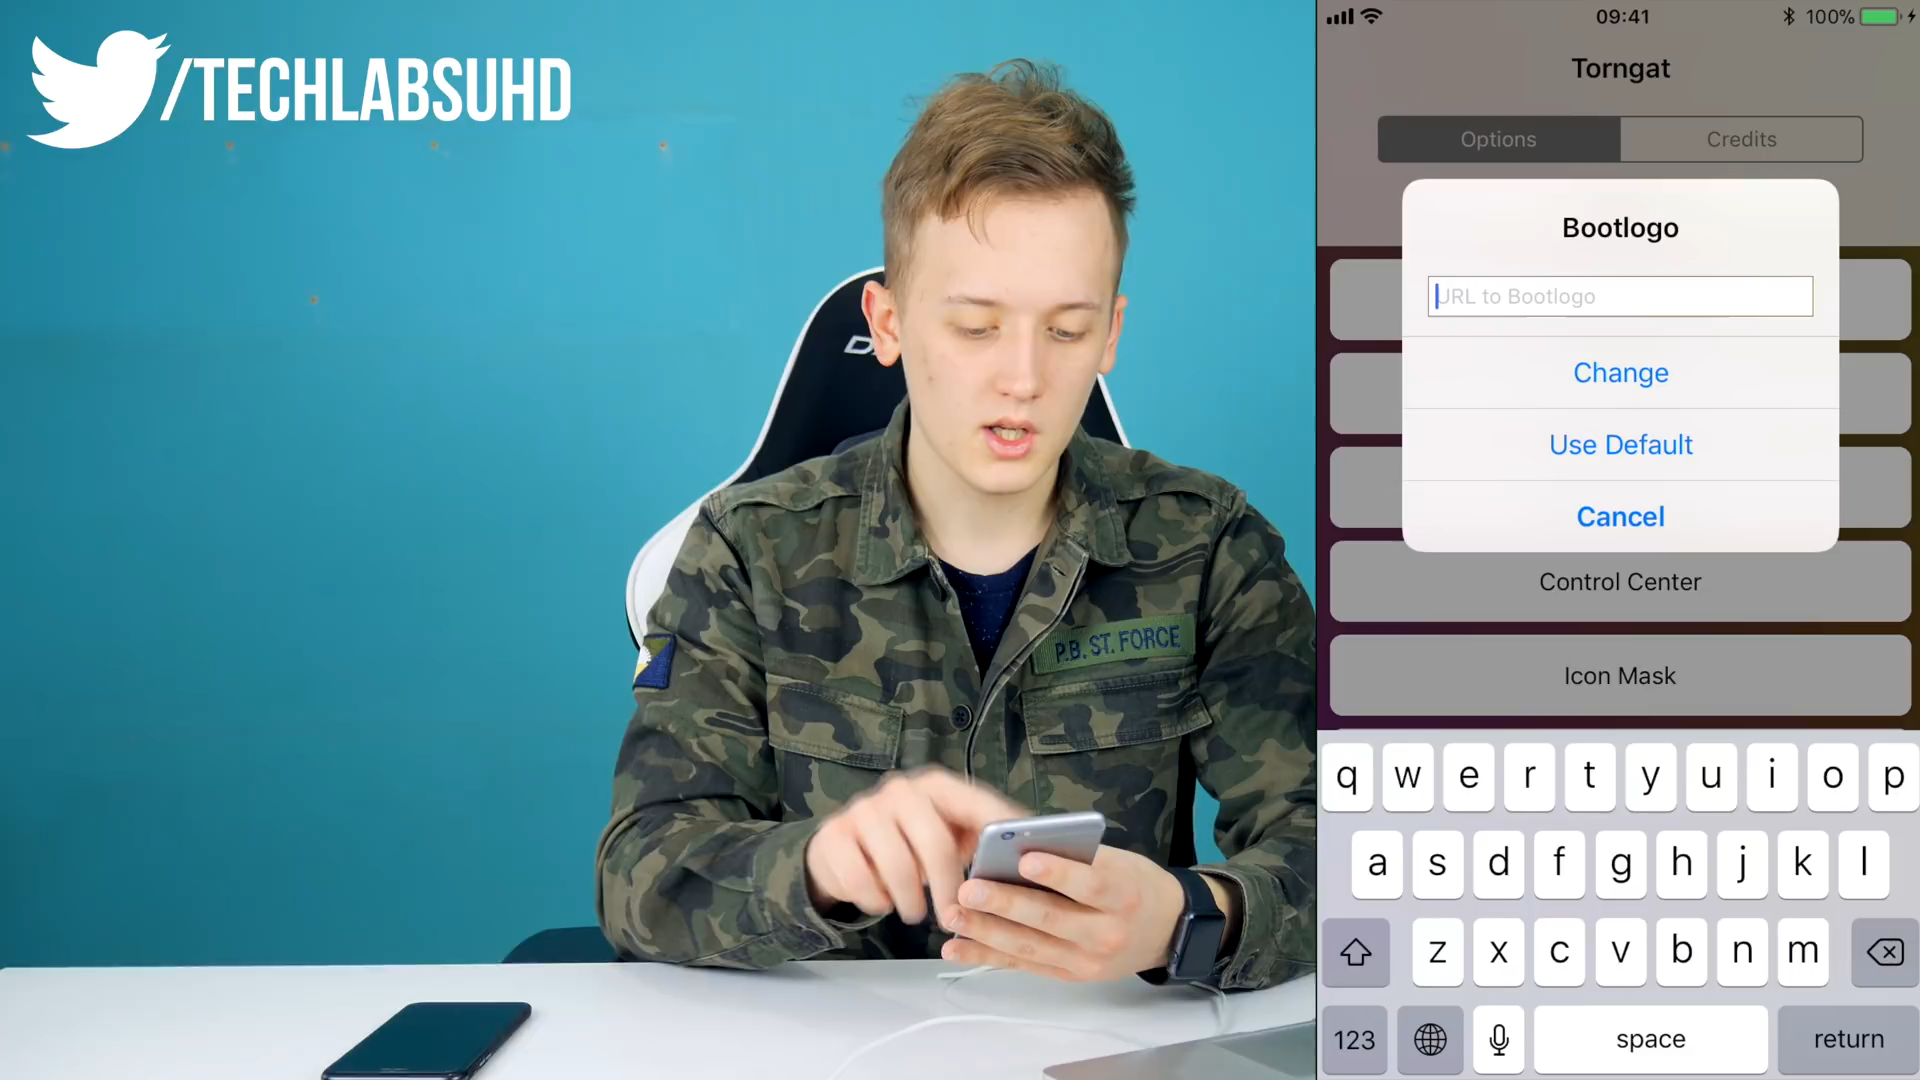 /TECHLABSUHD
P.B. ST. FORCE
09:41
100%
Torngat
Options Credits
Bootlogo
URL to Bootlogo
Change
Use Default
Cancel
Control Center
Icon Mask
q w e r t y u i o p
a s d f g h j k l
z x c v b n m
123 space return